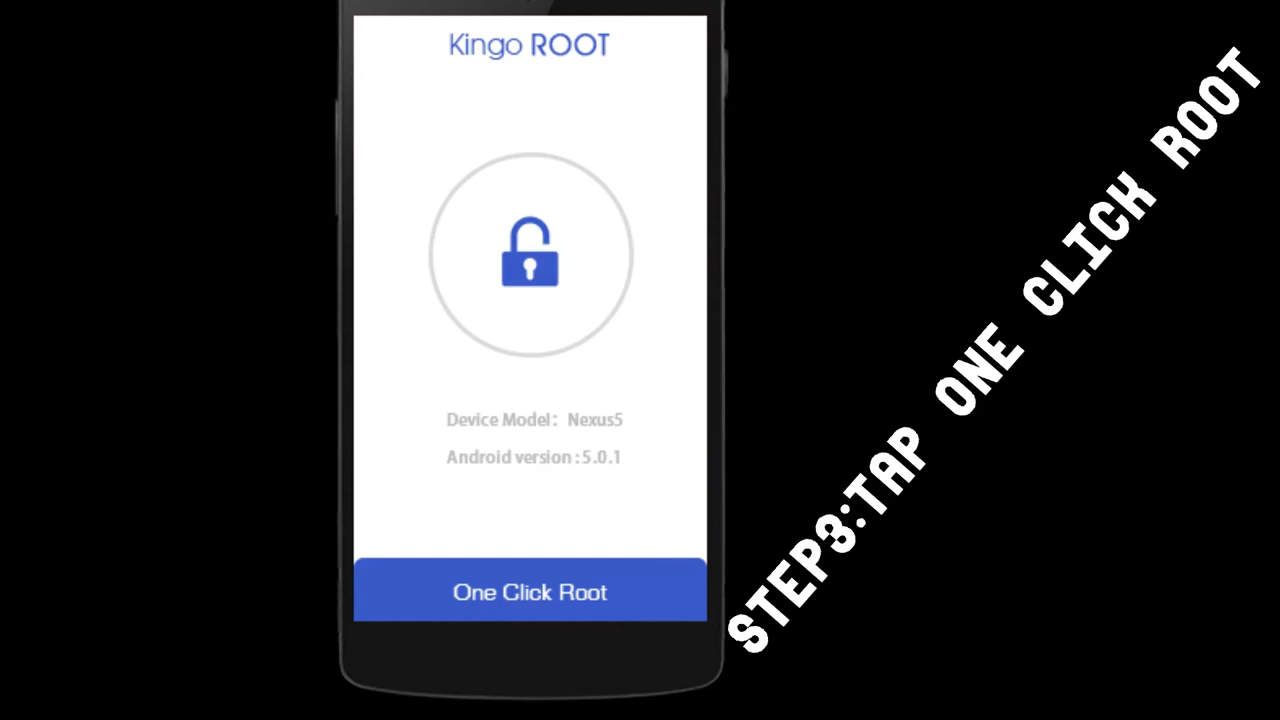 Kingo ROOT
Device Model: Nexus5
Android version : 5.0.1
One Click Root
STEP3:TAP ONE CLICK ROOT